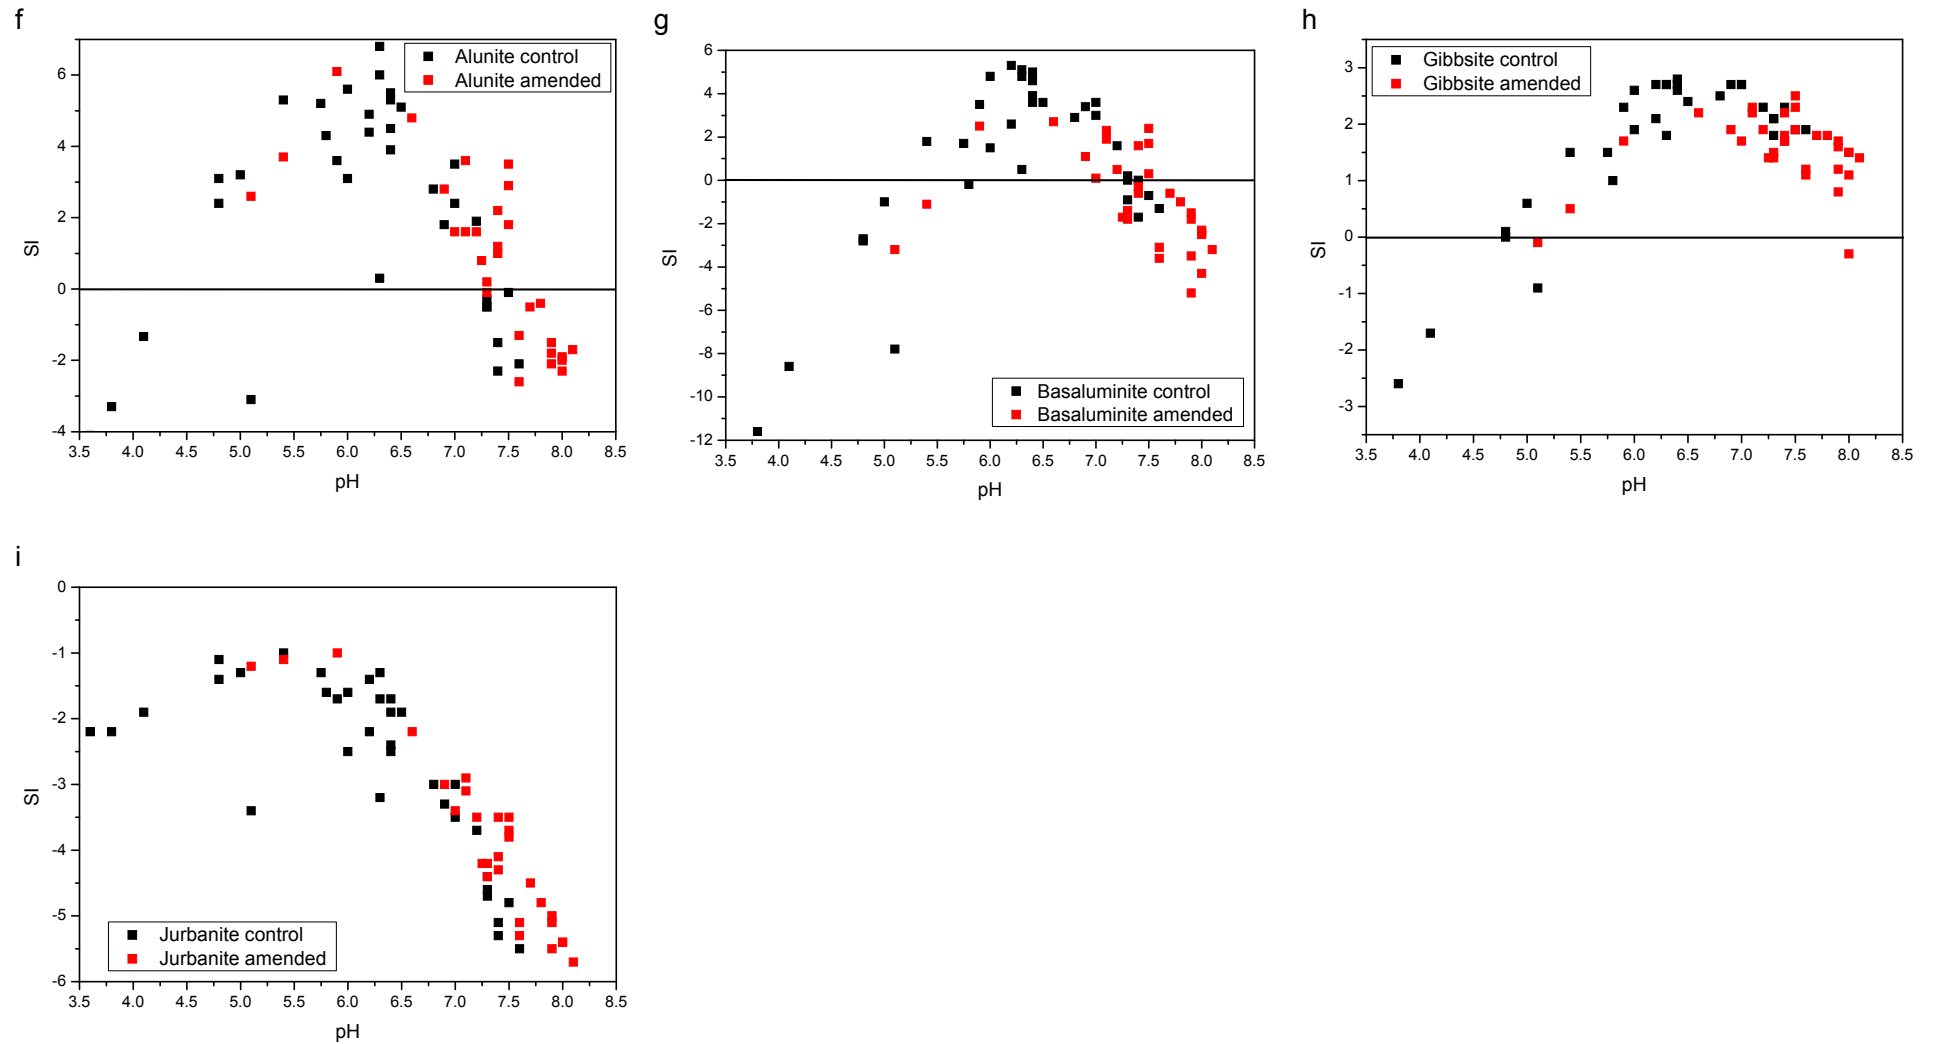 f
Alunite control
Alunite amended
6
4
2
0
-2
-4
SI
3.5 4.0 4.5 5.0 5.5 6.0 6.5 7.0 7.5 8.0 8.5
pH
g
6
4
2
0
-2
-4
-6
-8
-10
-12
SI
Basaluminite control
Basaluminite amended
3.5 4.0 4.5 5.0 5.5 6.0 6.5 7.0 7.5 8.0 8.5
pH
h
Gibbsite control
Gibbsite amended
3
2
1
0
-1
-2
-3
SI
3.5 4.0 4.5 5.0 5.5 6.0 6.5 7.0 7.5 8.0 8.5
pH
i
0
-1
-2
-3
-4
-5
-6
SI
Jurbanite control
Jurbanite amended
3.5 4.0 4.5 5.0 5.5 6.0 6.5 7.0 7.5 8.0 8.5
pH